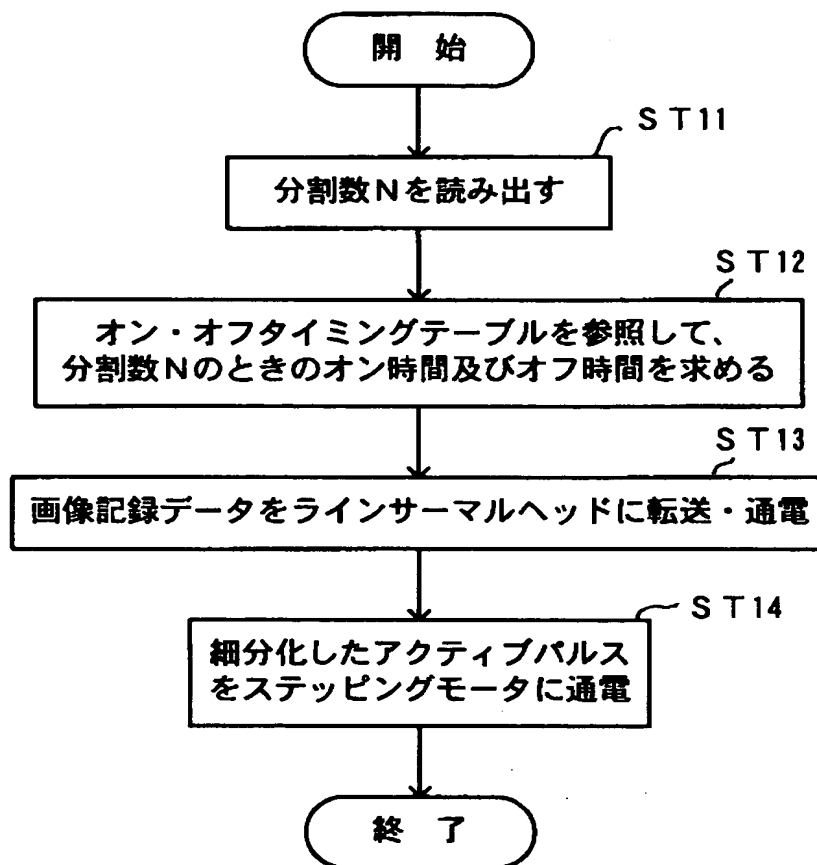 開 始
ST11
分割数Nを読み出す
ST12
オン・オフタイミングテーブルを参照して、
分割数Nのときのオン時間及びオフ時間を求める
ST13
画像記録データをラインサーマルヘッドに転送・通電
ST14
細分化したアクティブパルス
をステッピングモータに通電
終 了